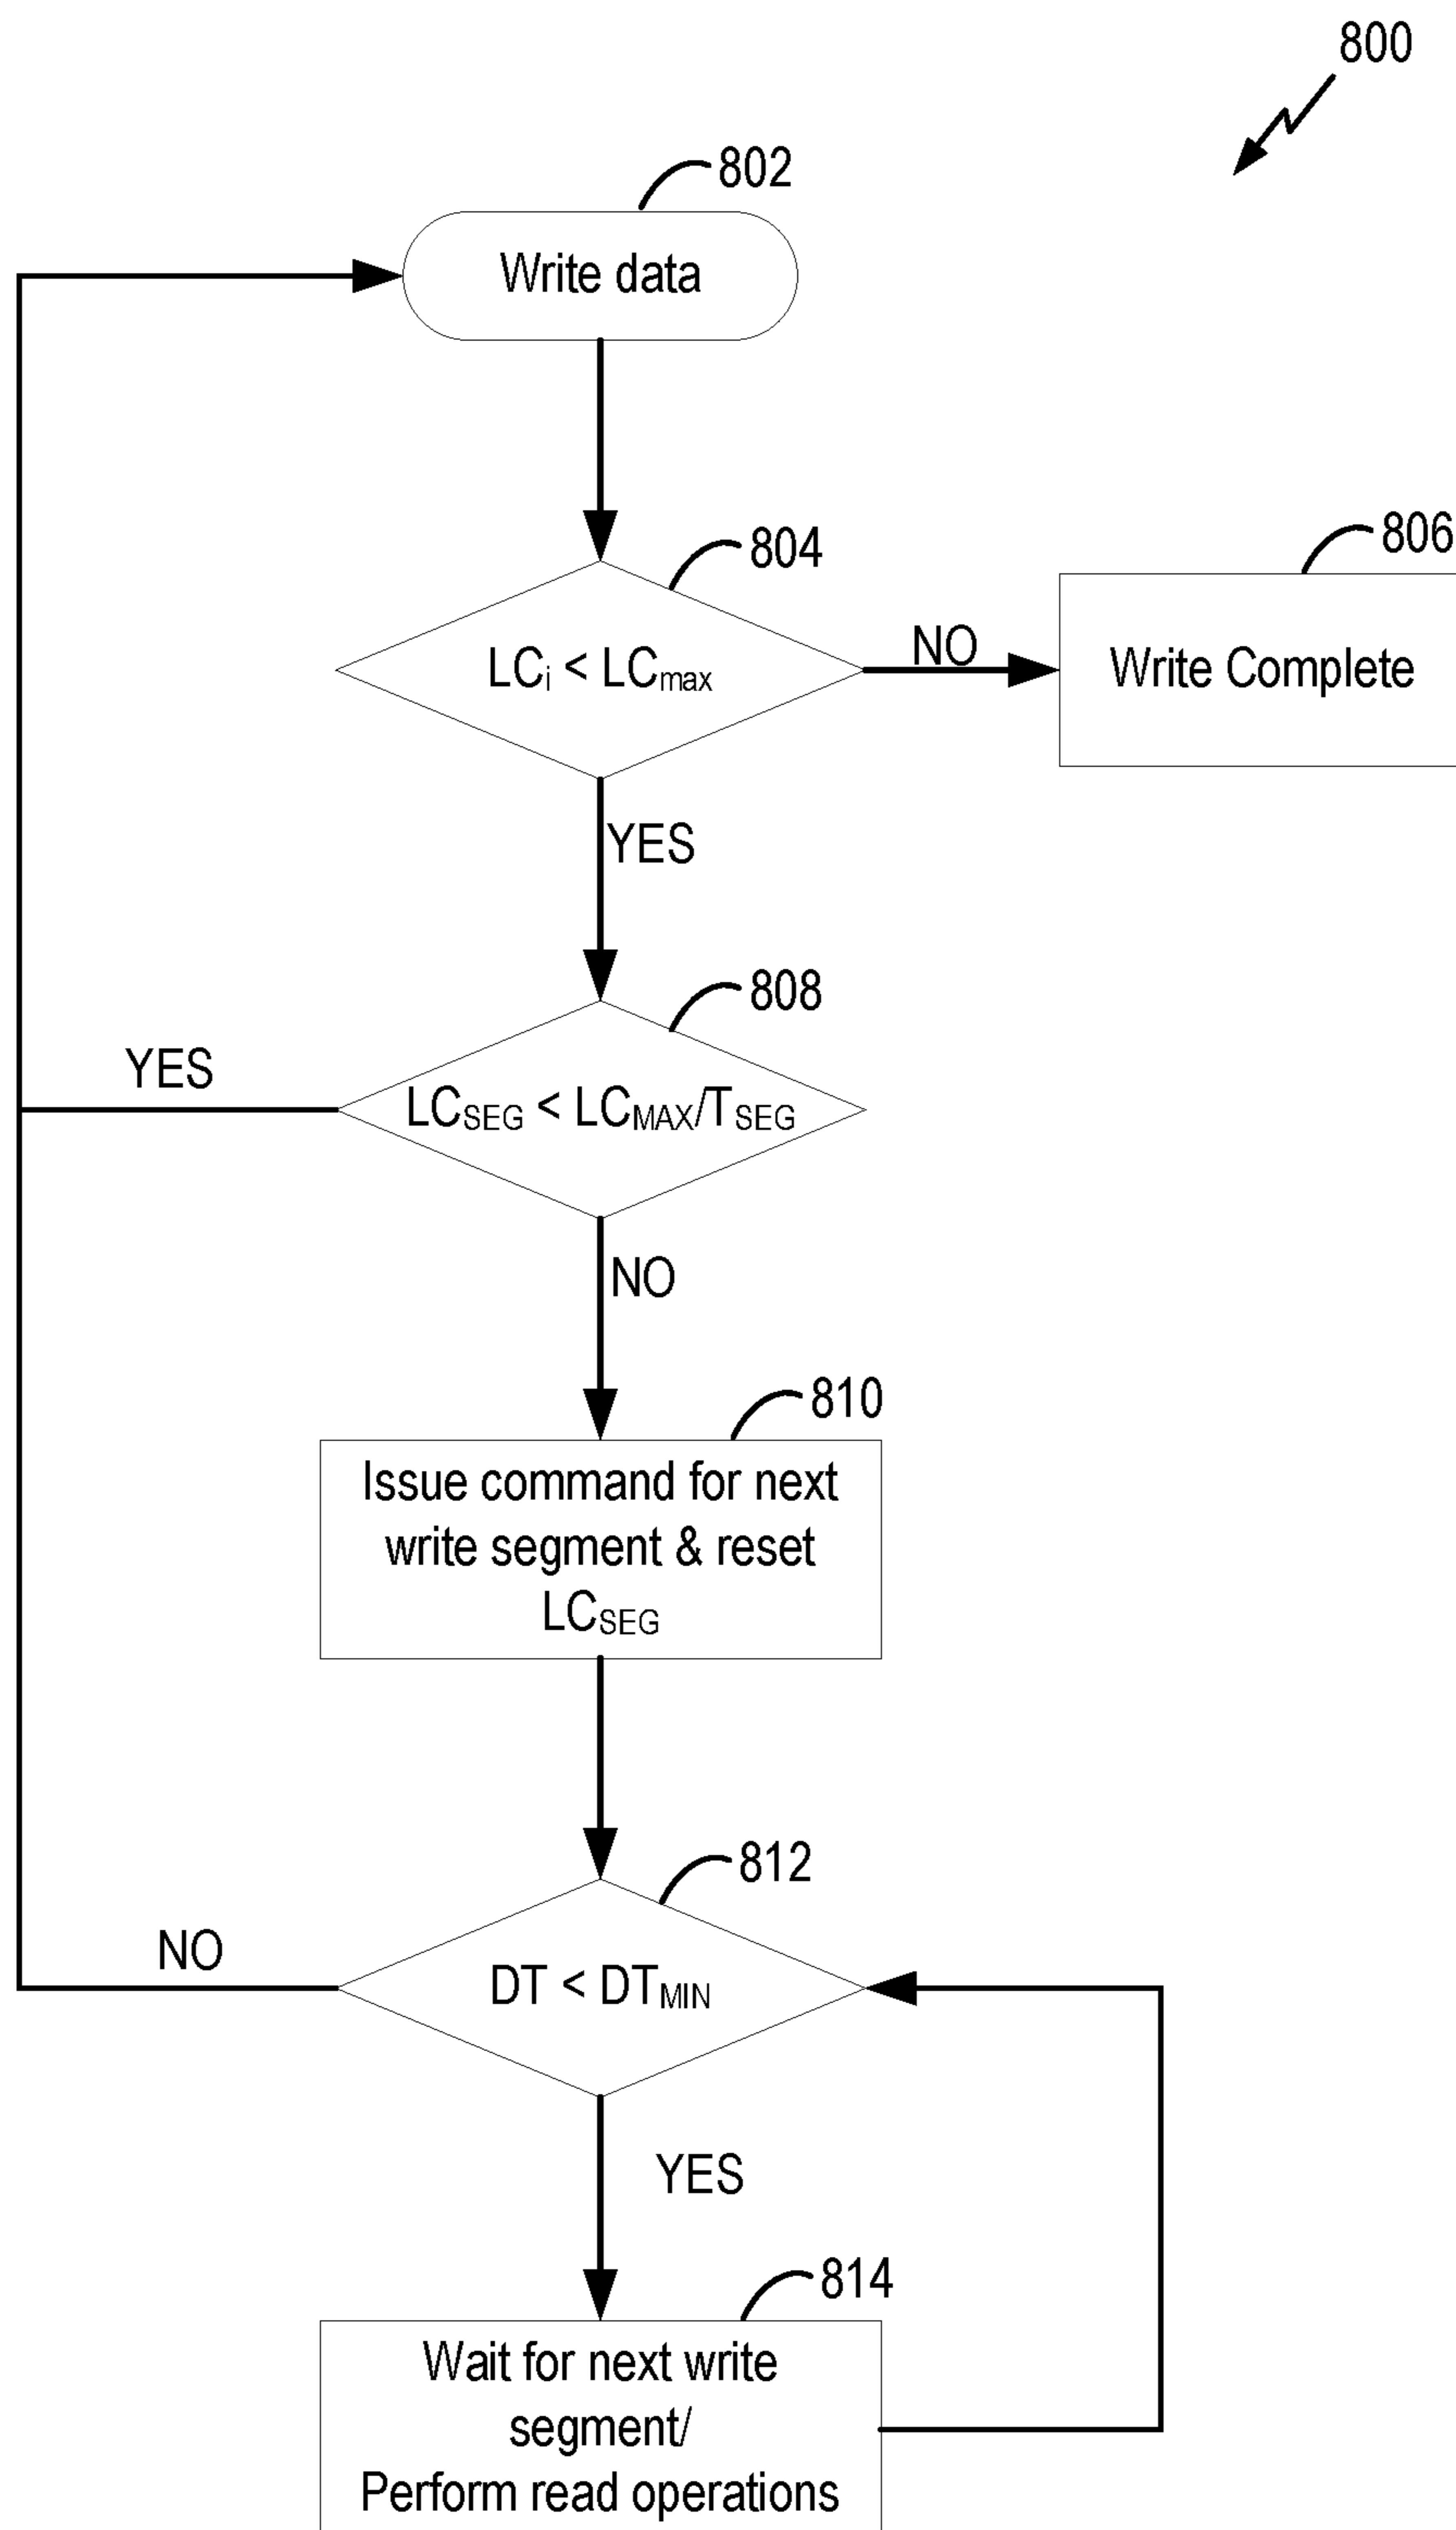 800
802
Write data
804
806
LCi < LCmax
NO
Write Complete
YES
808
YES
LCSEG < LCMAX/TSEG
NO
810
Issue command for next
write segment & reset
LCSEG
812
NO
DT < DTMIN
YES
814
Wait for next write
segment/
Perform read operations